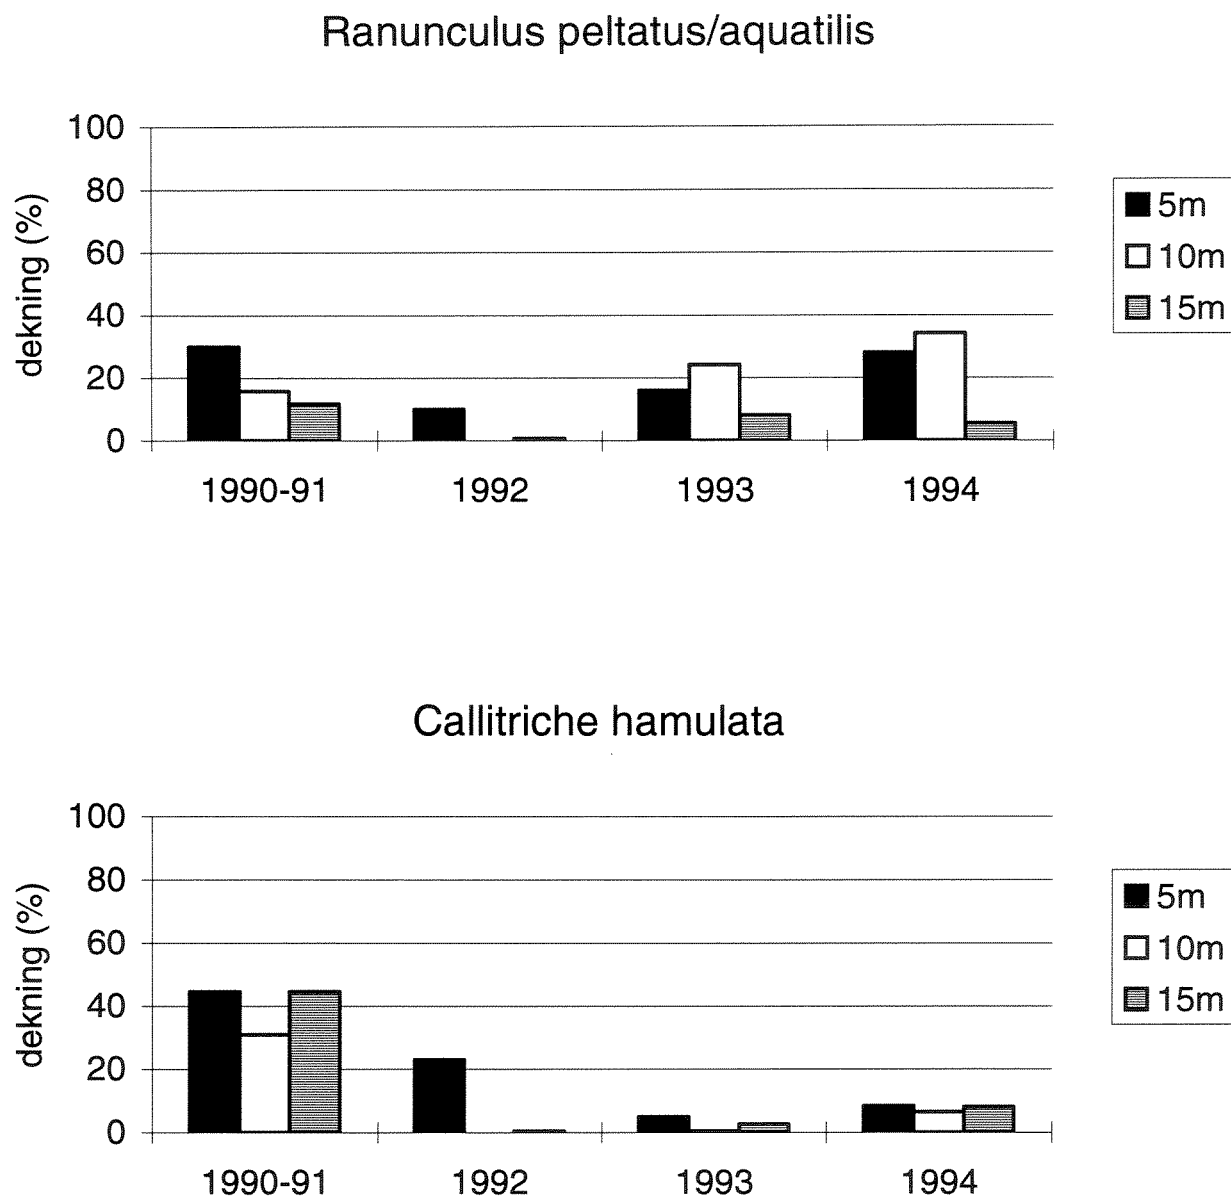 Ranunculus peltatus/aquatilis
dekning (%)
100
80
60
40
20
0
1990-91 1992 1993 1994
5m
10m
15m
Callitriche hamulata
dekning (%)
100
80
60
40
20
0
1990-91 1992 1993 1994
5m
10m
15m